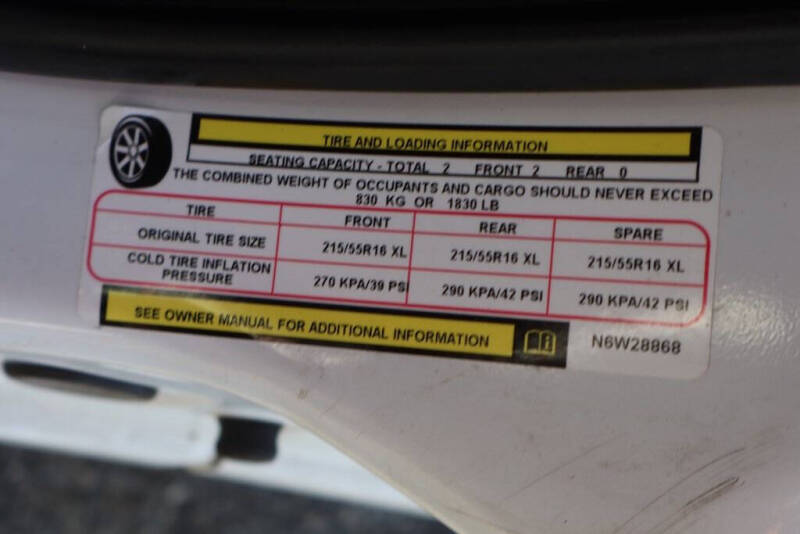 TIRE AND LOADING INFORMATION
SEATING CAPACITY - TOTAL 2 FRONT 2 REAR 0
THE COMBINED WEIGHT OF OCCUPANTS AND CARGO SHOULD NEVER EXCEED
830 KG OR 1830 LB
TIRE FRONT REAR SPARE
ORIGINAL TIRE SIZE 215/55R16 XL 215/55R16 XL 215/55R16 XL
COLD TIRE INFLATION
PRESSURE 270 KPA/39 PSI 290 KPA/42 PSI 290 KPA/42 PSI
SEE OWNER MANUAL FOR ADDITIONAL INFORMATION
N6W28868